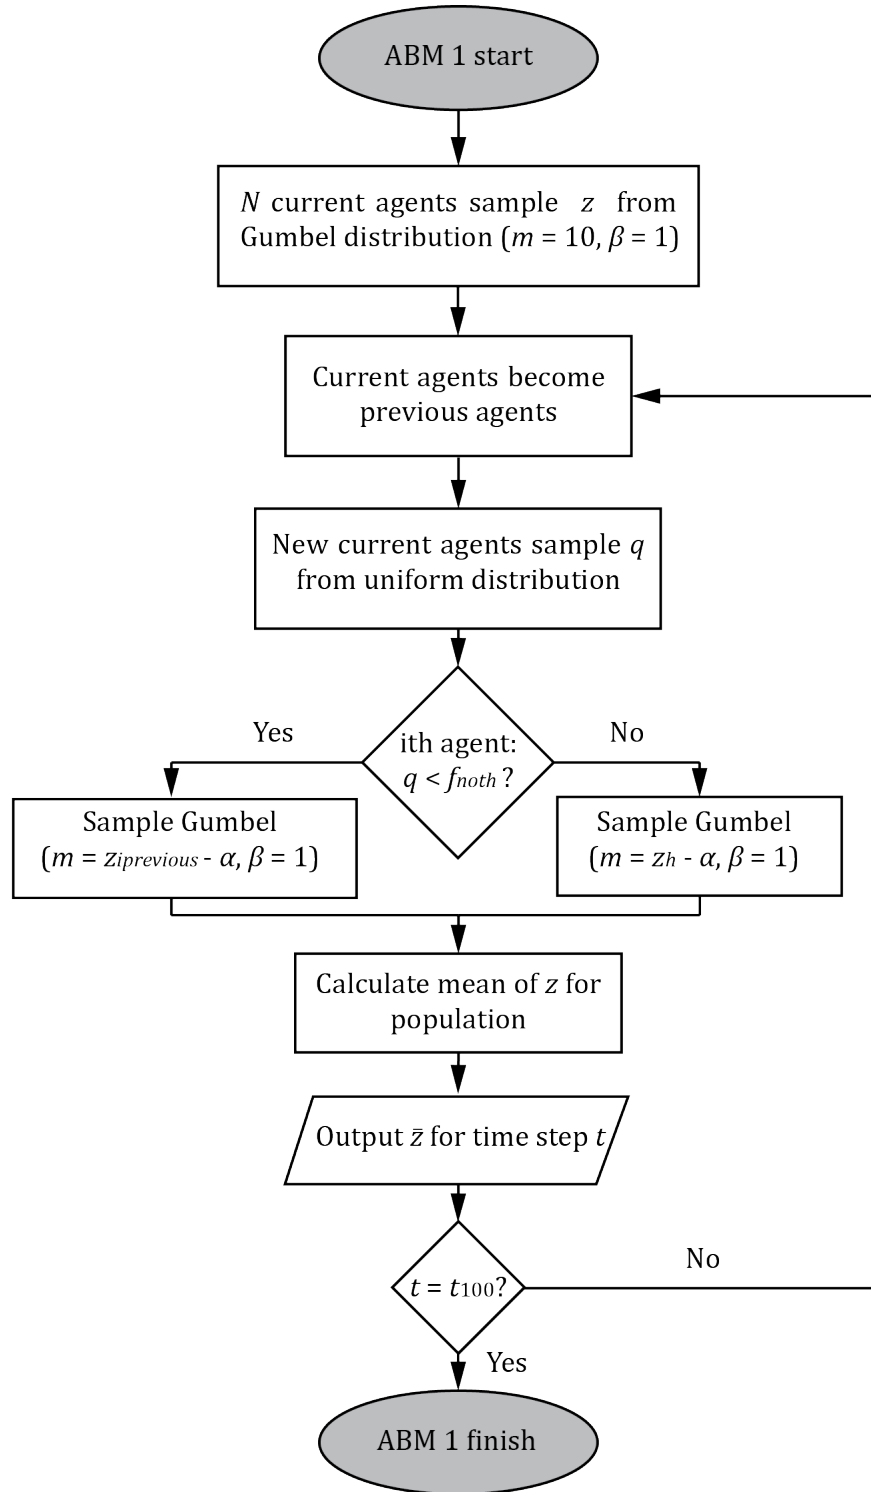 ABM 1 start
N current agents sample z from
Gumbel distribution (m = 10, β = 1)
Current agents become
previous agents
New current agents sample q
from uniform distribution
Yes
ith agent:
q < fnoth ?
No
Sample Gumbel
(m = ziprevious - α, β = 1)
Sample Gumbel
(m = zh - α, β = 1)
Calculate mean of z for
population
Output z̄ for time step t
No
t = t100?
Yes
ABM 1 finish